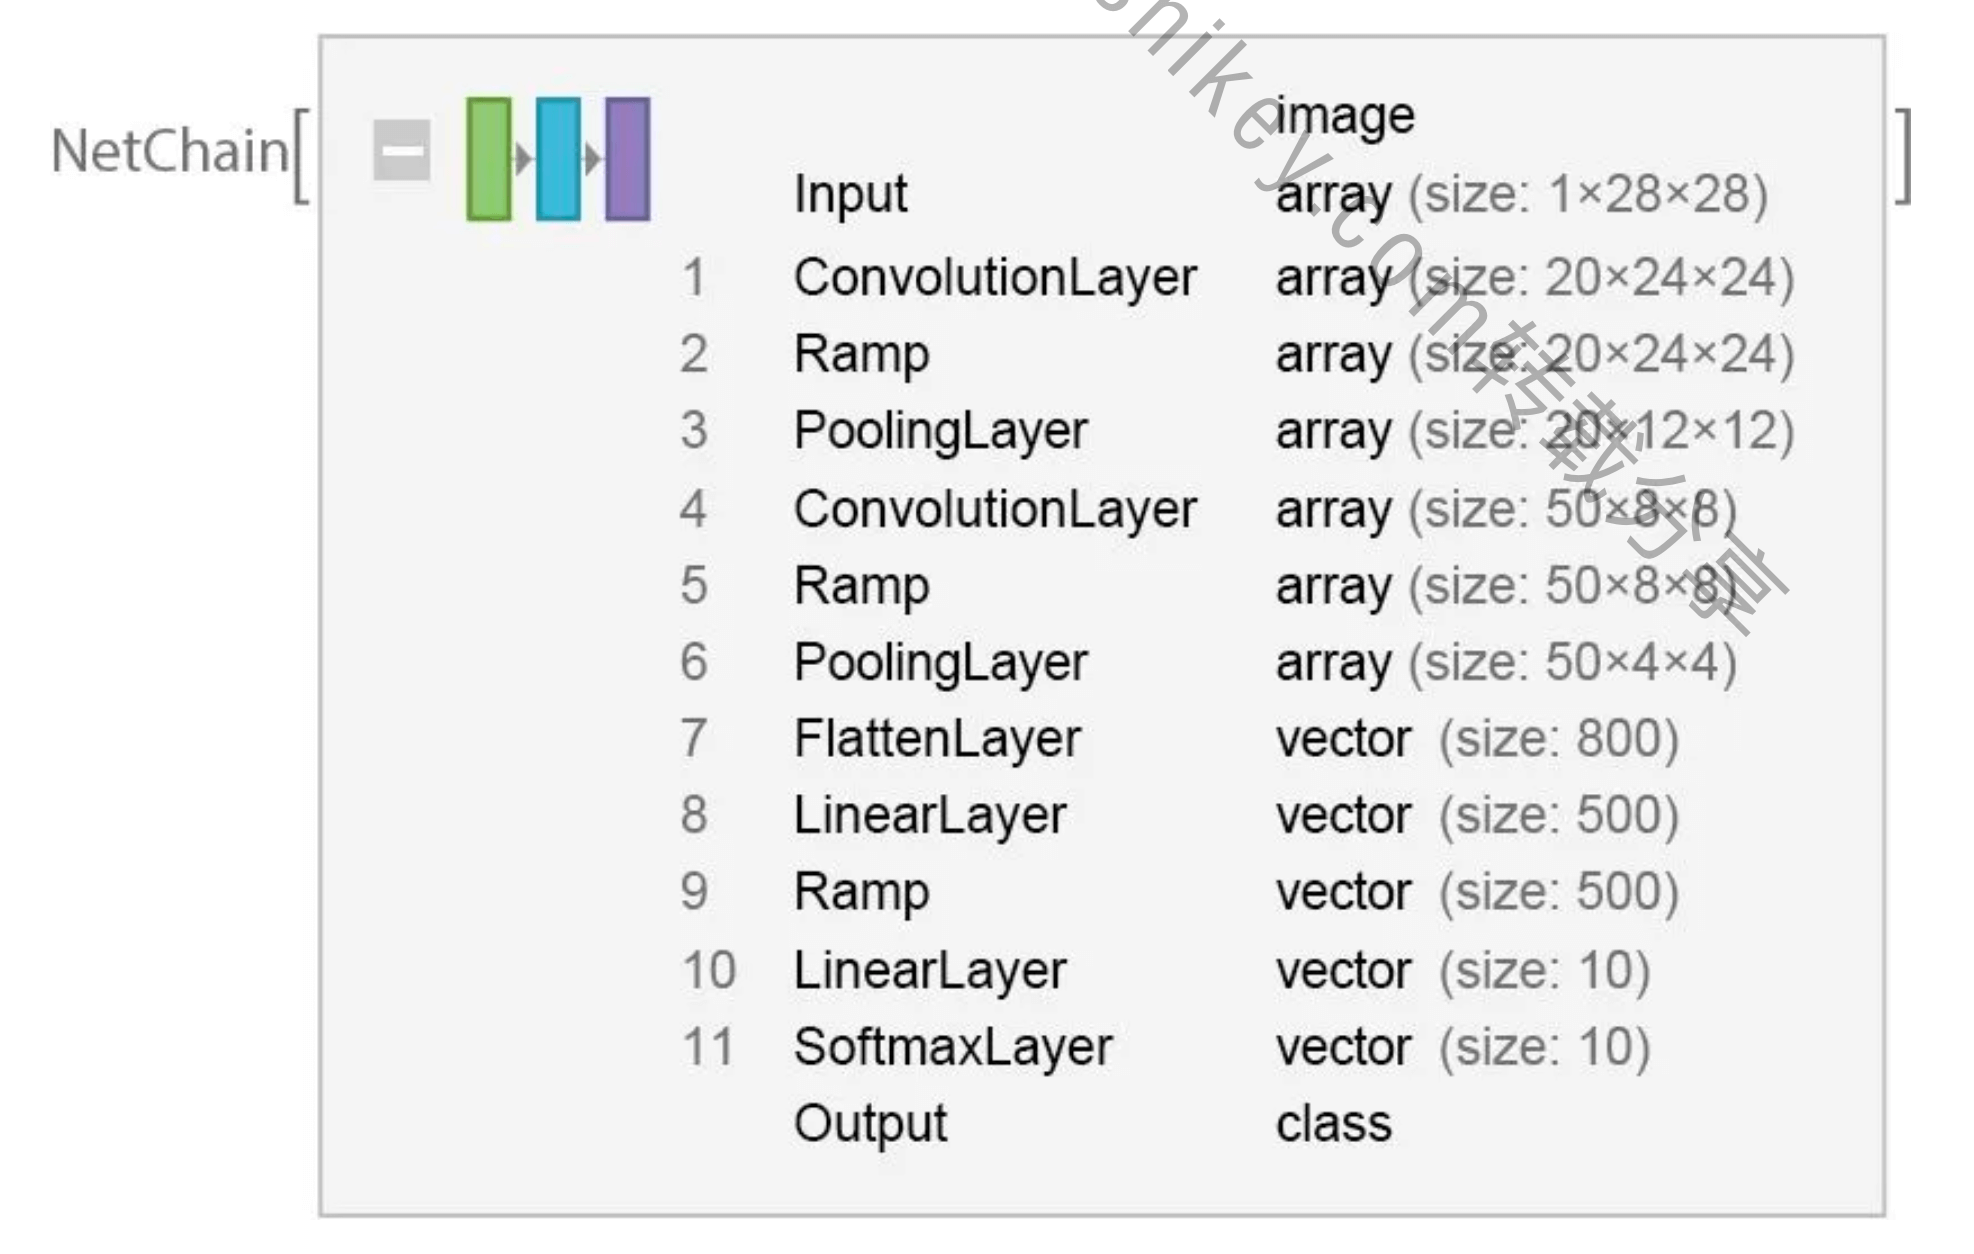 NetChain[
image
Input array (size: 1×28×28) ]
1 ConvolutionLayer array (size: 20×24×24)
2 Ramp array (size: 20×24×24)
3 PoolingLayer array (size: 20×12×12)
4 ConvolutionLayer array (size: 50×8×8)
5 Ramp array (size: 50×8×8)
6 PoolingLayer array (size: 50×4×4)
7 FlattenLayer vector (size: 800)
8 LinearLayer vector (size: 500)
9 Ramp vector (size: 500)
10 LinearLayer vector (size: 10)
11 SoftmaxLayer vector (size: 10)
Output class
shikey.com转载分享